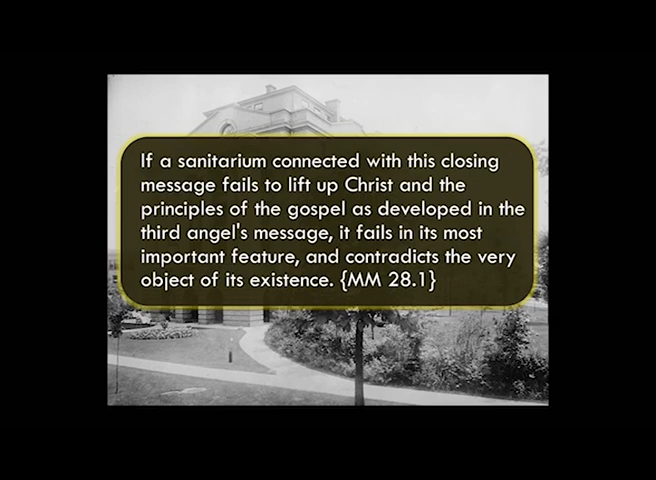 If a sanitarium connected with this closing
message fails to lift up Christ and the
principles of the gospel as developed in the
third angel's message, it fails in its most
important feature, and contradicts the very
object of its existence. {MM 28.1}